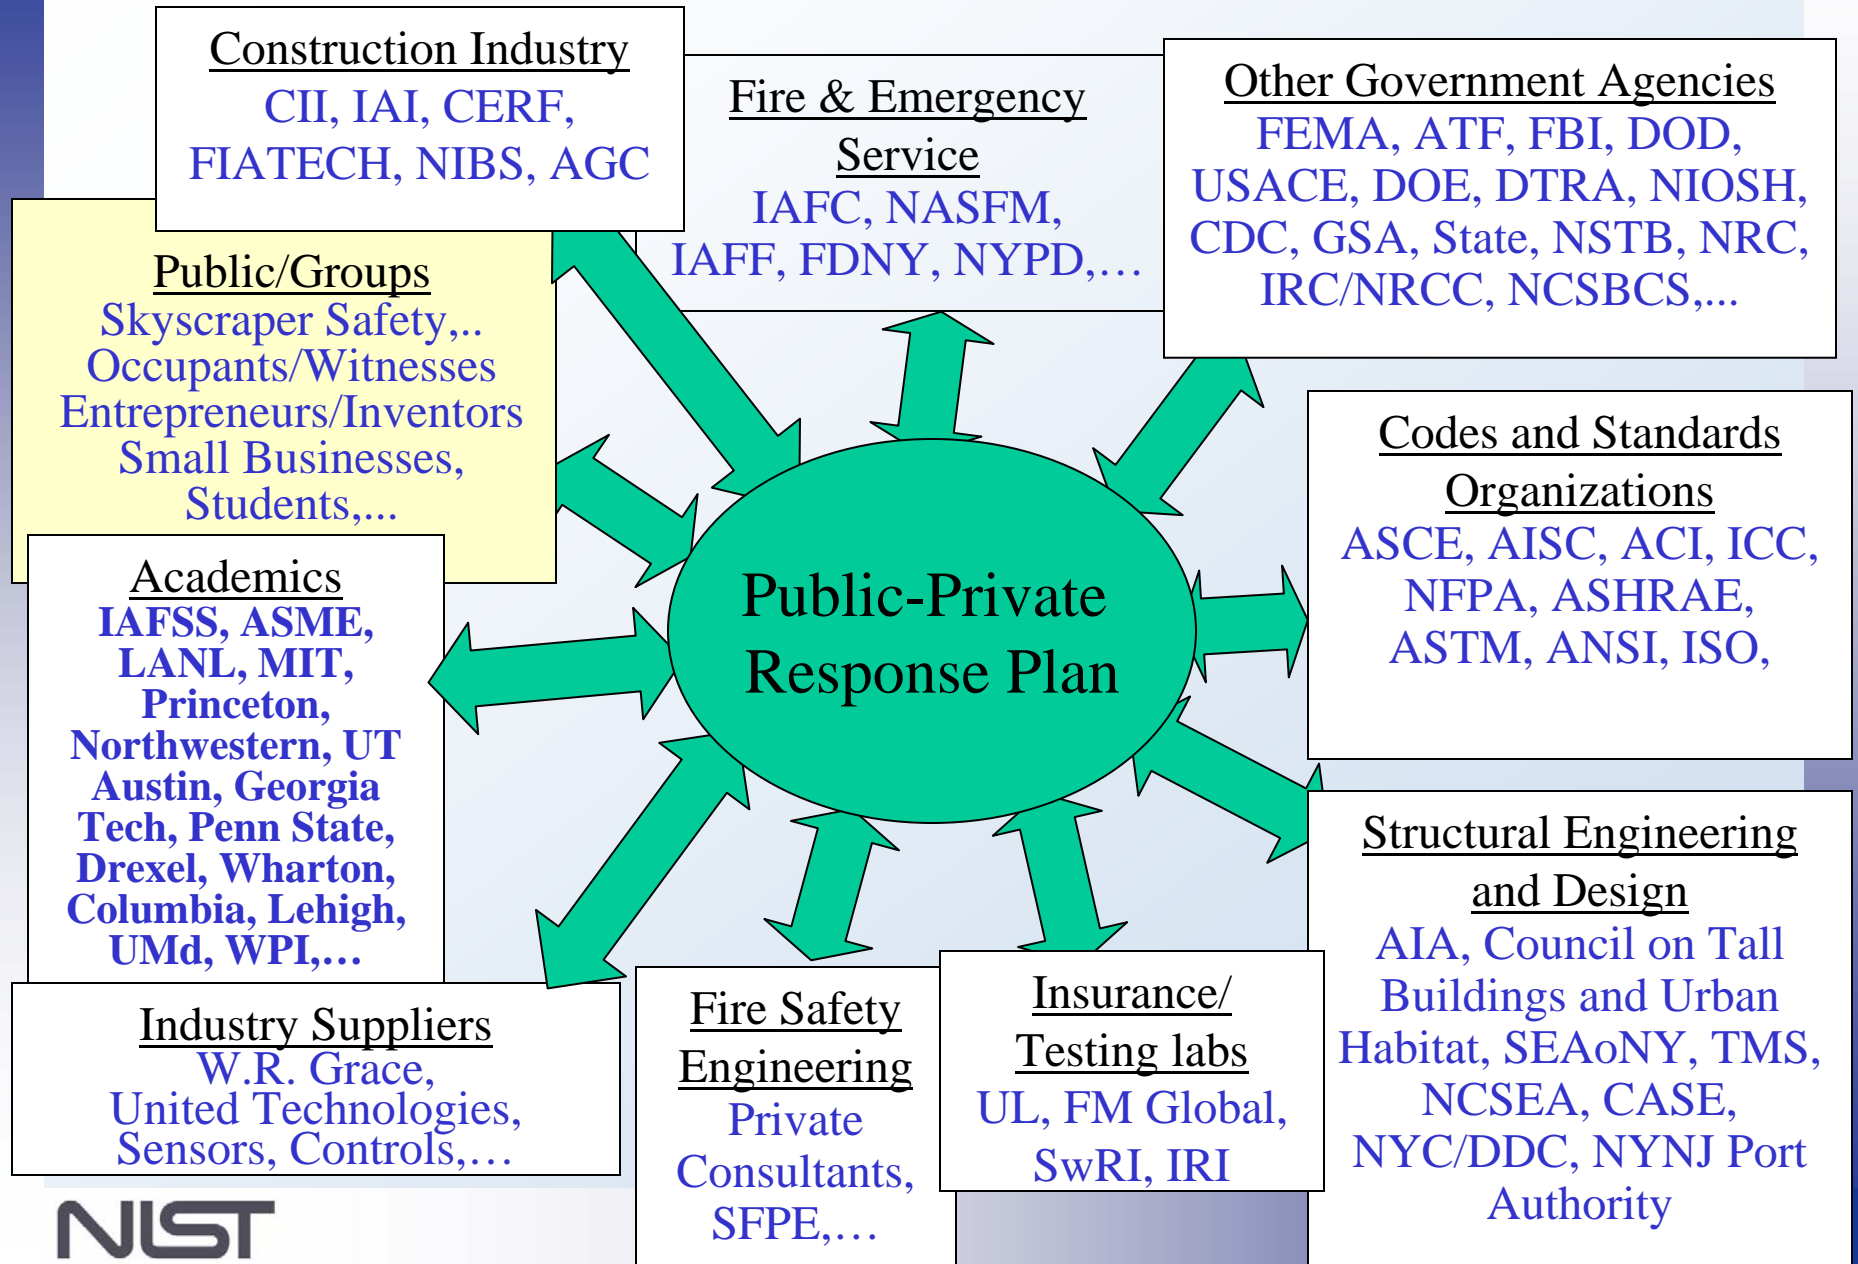 Construction Industry
CII, IAI, CERF,
FIATECH, NIBS, AGC
Fire & Emergency
Service
IAFC, NASFM,
IAFF, FDNY, NYPD,…
Other Government Agencies
FEMA, ATF, FBI, DOD,
USACE, DOE, DTRA, NIOSH,
CDC, GSA, State, NSTB, NRC,
IRC/NRCC, NCSBCS,...
Public/Groups
Skyscraper Safety,..
Occupants/Witnesses
Entrepreneurs/Inventors
Small Businesses,
Students,...
Codes and Standards
Organizations
ASCE, AISC, ACI, ICC,
NFPA, ASHRAE,
ASTM, ANSI, ISO,
Public-Private
Response Plan
Academics
IAFSS, ASME,
LANL, MIT,
Princeton,
Northwestern, UT
Austin, Georgia
Tech, Penn State,
Drexel, Wharton,
Columbia, Lehigh,
UMd, WPI,…
Structural Engineering
and Design
AIA, Council on Tall
Buildings and Urban
Habitat, SEAoNY, TMS,
NCSEA, CASE,
NYC/DDC, NYNJ Port
Authority
Industry Suppliers
W.R. Grace,
United Technologies,
Sensors, Controls,…
Fire Safety
Engineering
Private
Consultants,
SFPE,…
Insurance/
Testing labs
UL, FM Global,
SwRI, IRI
NIST